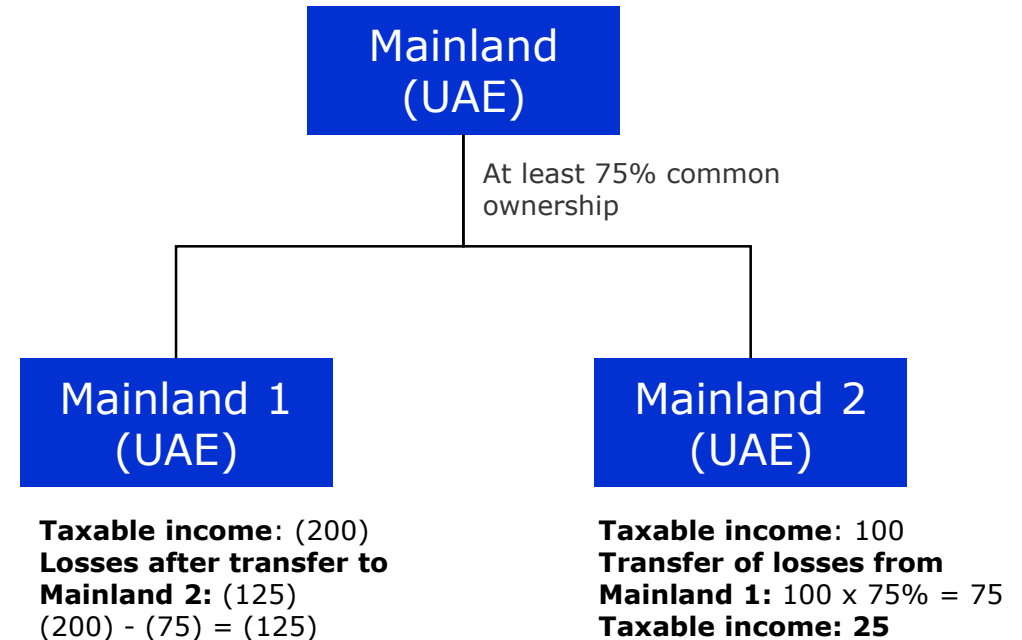 Mainland
(UAE)
At least 75% common
ownership
Mainland 1
(UAE)
Mainland 2
(UAE)
Taxable income: (200)
Losses after transfer to
Mainland 2: (125)
(200) - (75) = (125)
Taxable income: 100
Transfer of losses from
Mainland 1: 100 x 75% = 75
Taxable income: 25